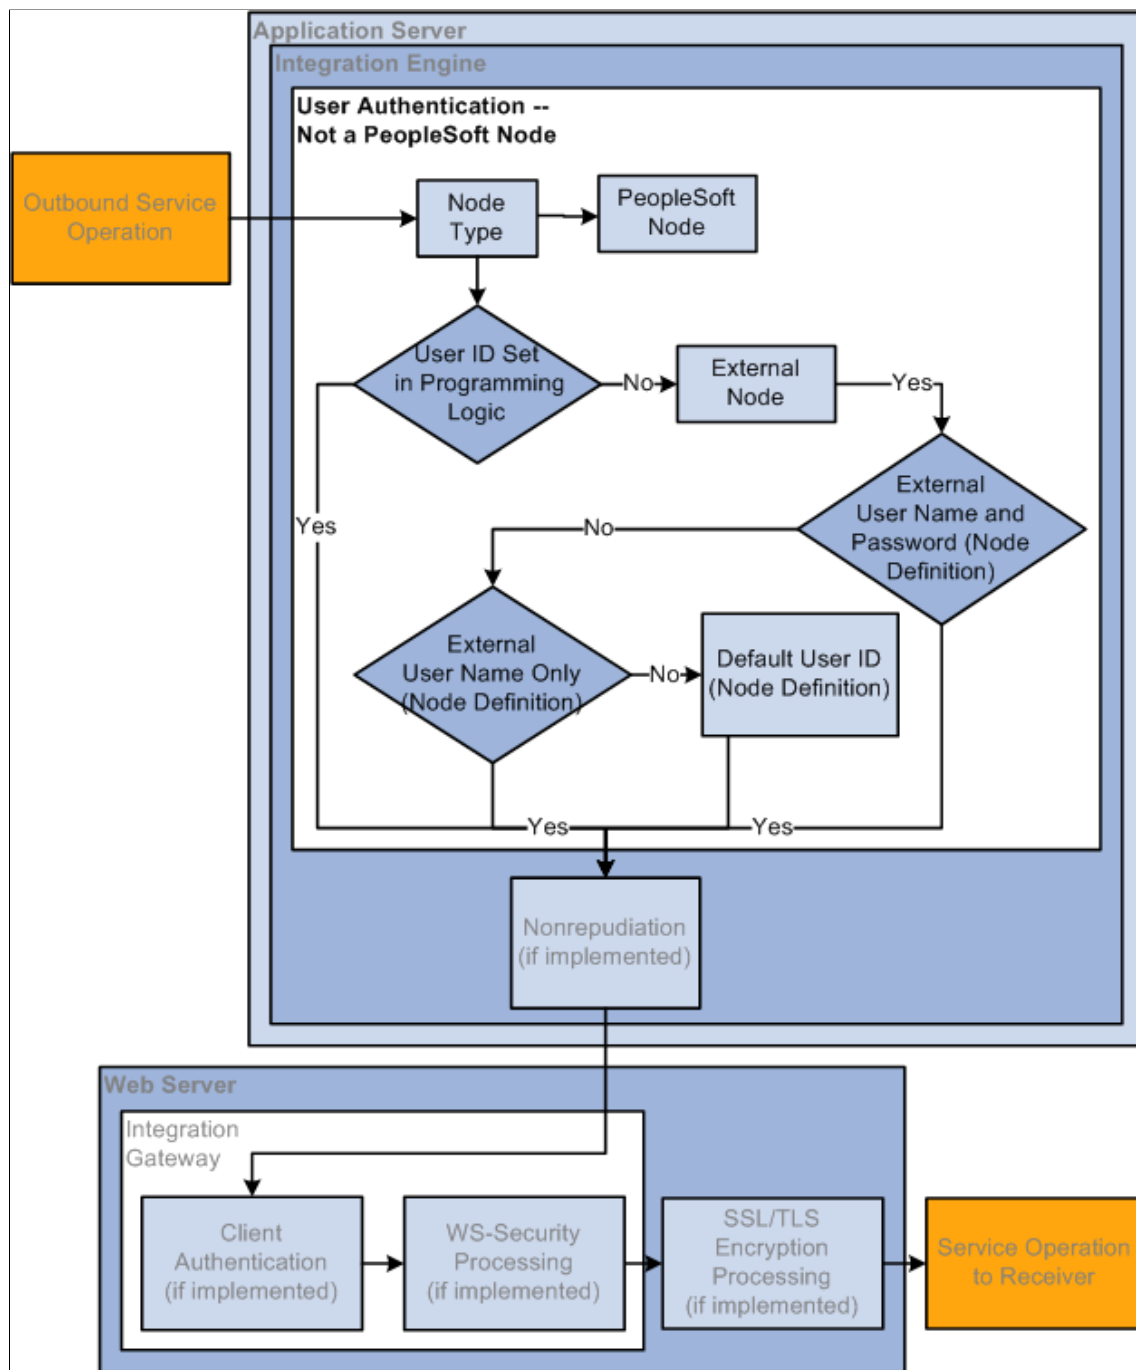 Application Server
Integration Engine
User Authentication --
Not a PeopleSoft Node
Outbound Service
Operation
Node
Type
PeopleSoft
Node
User ID Set
in Programming
Logic
No
External
Node
Yes
External
User Name and
Password (Node
Definition)
Yes
No
External
User Name Only
(Node Definition)
No
Default User ID
(Node Definition)
Yes
Yes
Nonrepudiation
(if implemented)
Web Server
Integration
Gateway
Client
Authentication
(if implemented)
WS-Security
Processing
(if implemented)
SSL/TLS
Encryption
Processing
(if implemented)
Service Operation
to Receiver